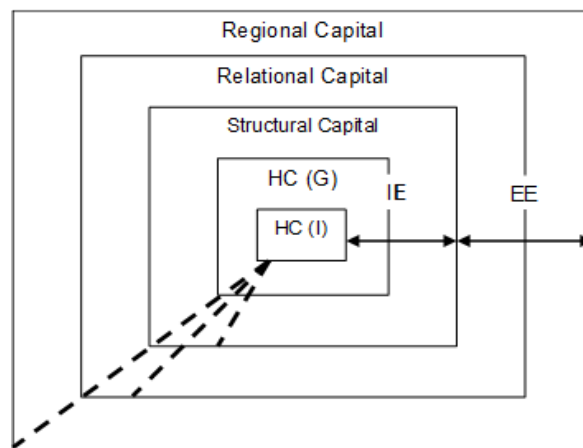 Regional Capital
Relational Capital
Structural Capital
HC (G)
IE
EE
HC (I)